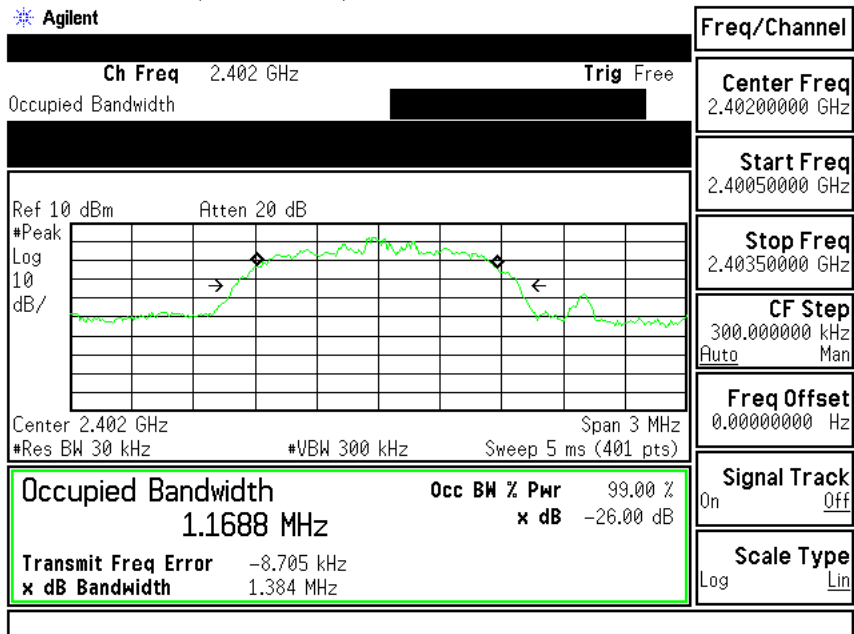 Agilent
Freq/Channel
Ch Freq 2.402 GHz Trig Free
Occupied Bandwidth
Center Freq
2.40200000 GHz
Start Freq
2.40050000 GHz
Stop Freq
2.40350000 GHz
CF Step
300.000000 kHz
Auto Man
Freq Offset
0.00000000 Hz
Signal Track
On Off
Scale Type
Log Lin
Ref 10 dBm Atten 20 dB
#Peak
Log
10
dB/
Center 2.402 GHz Span 3 MHz
#Res BW 30 kHz #VBW 300 kHz Sweep 5 ms (401 pts)
Occupied Bandwidth
1.1688 MHz
Occ BW % Pwr 99.00 %
x dB -26.00 dB
Transmit Freq Error -8.705 kHz
x dB Bandwidth 1.384 MHz